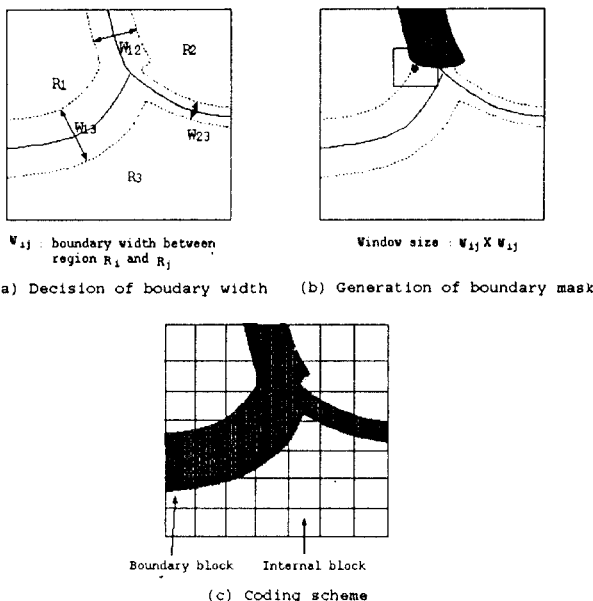 W12
R2
R1
W13
W23
R3
Wij : boundary width between
region Ri and Rj
Window size : Wij X Wij
a) Decision of boudary width
(b) Generation of boundary mask
Boundary block
Internal block
(c) Coding scheme